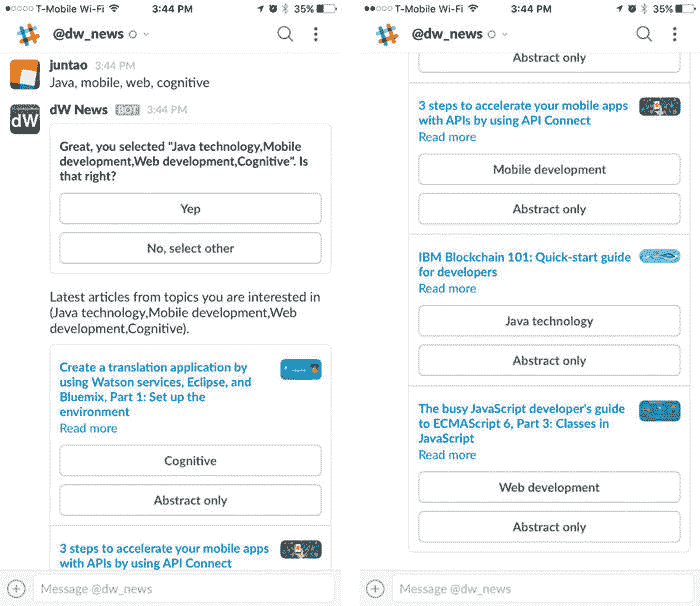 T-Mobile Wi-Fi 3:44 PM 35%
@dw_news
juntao 3:44 PM
Java, mobile, web, cognitive
dW
dW News BOT 3:44 PM
Great, you selected "Java technology,Mobile
development,Web development,Cognitive". Is
that right?
Yep
No, select other
Latest articles from topics you are interested in
(Java technology,Mobile development,Web
development,Cognitive).
Create a translation application by
using Watson services, Eclipse, and
Bluemix, Part 1: Set up the
environment
Read more
Cognitive
Abstract only
3 steps to accelerate your mobile apps
with APIs by using API Connect
Message @dw_news
T-Mobile Wi-Fi 3:44 PM 35%
@dw_news
Abstract only
3 steps to accelerate your mobile apps
with APIs by using API Connect
Read more
Mobile development
Abstract only
IBM Blockchain 101: Quick-start guide
for developers
Read more
Java technology
Abstract only
The busy JavaScript developer's guide
to ECMAScript 6, Part 3: Classes in
JavaScript
Read more
Web development
Abstract only
Message @dw_news